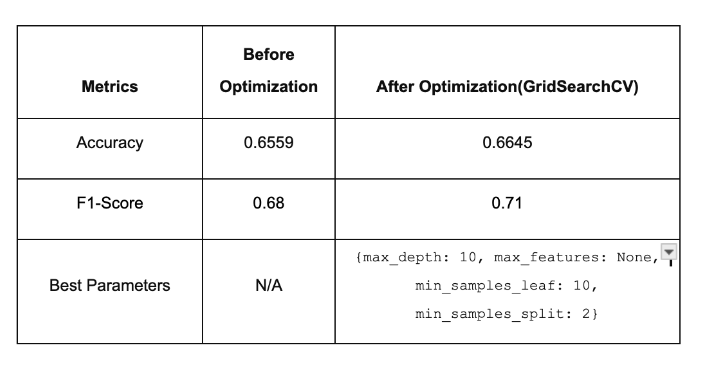 Metrics Before Optimization After Optimization(GridSearchCV)
Accuracy 0.6559 0.6645
F1-Score 0.68 0.71
Best Parameters N/A {max_depth: 10, max_features: None,
min_samples_leaf: 10,
min_samples_split: 2}